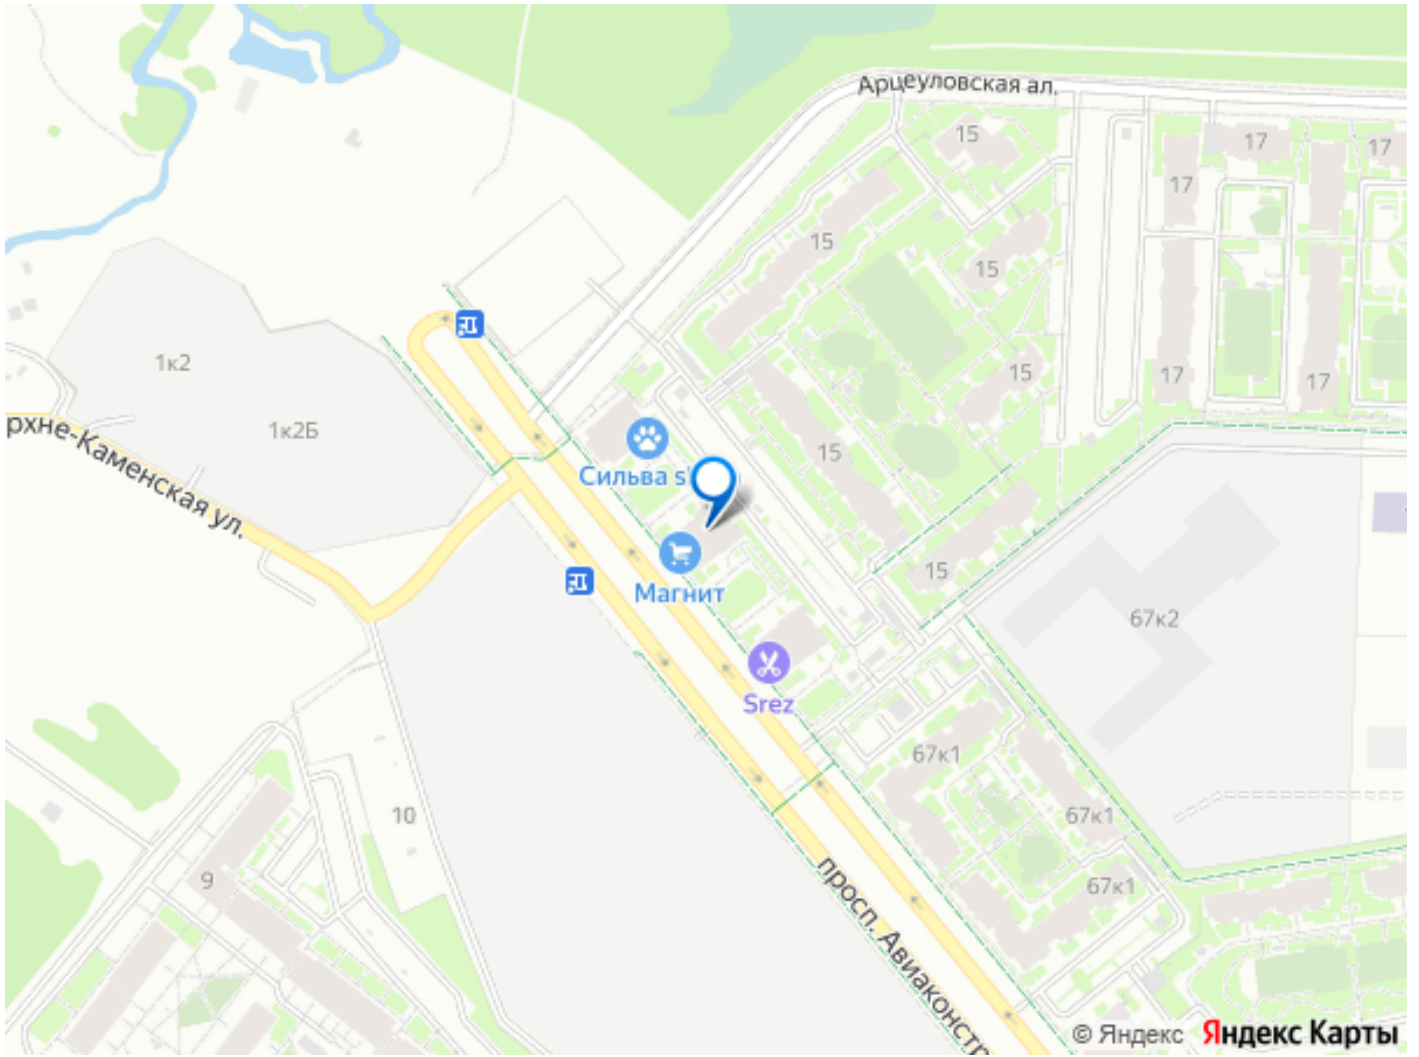 Арцеуловская ал.
15
17
17
17
15
15
1к2
1к2Б
15
17
17
рхне-Каменская ул.
Сильва s
15
Магнит
15
67к2
Srez
67к1
67к1
67к1
10
9
просп. Авиаконстр
© Яндекс
Яндекс Карты